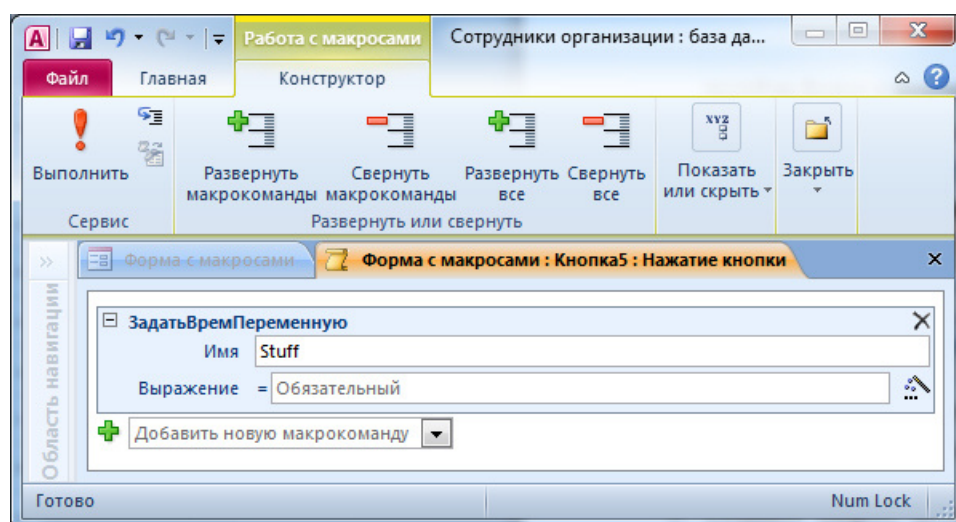 A
Работа с макросами
Сотрудники организации : база да...
Файл
Главная
Конструктор
Выполнить
Развернуть макрокоманды
Свернуть макрокоманды
Развернуть все
Свернуть все
XYZ
Показать или скрыть
Закрыть
Сервис
Развернуть или свернуть
Форма с макросами
Форма с макросами : Кнопка5 : Нажатие кнопки
Область навигации
ЗадатьВремПеременную
Имя Stuff
Выражение = Обязательный
Добавить новую макрокоманду
Готово
Num Lock